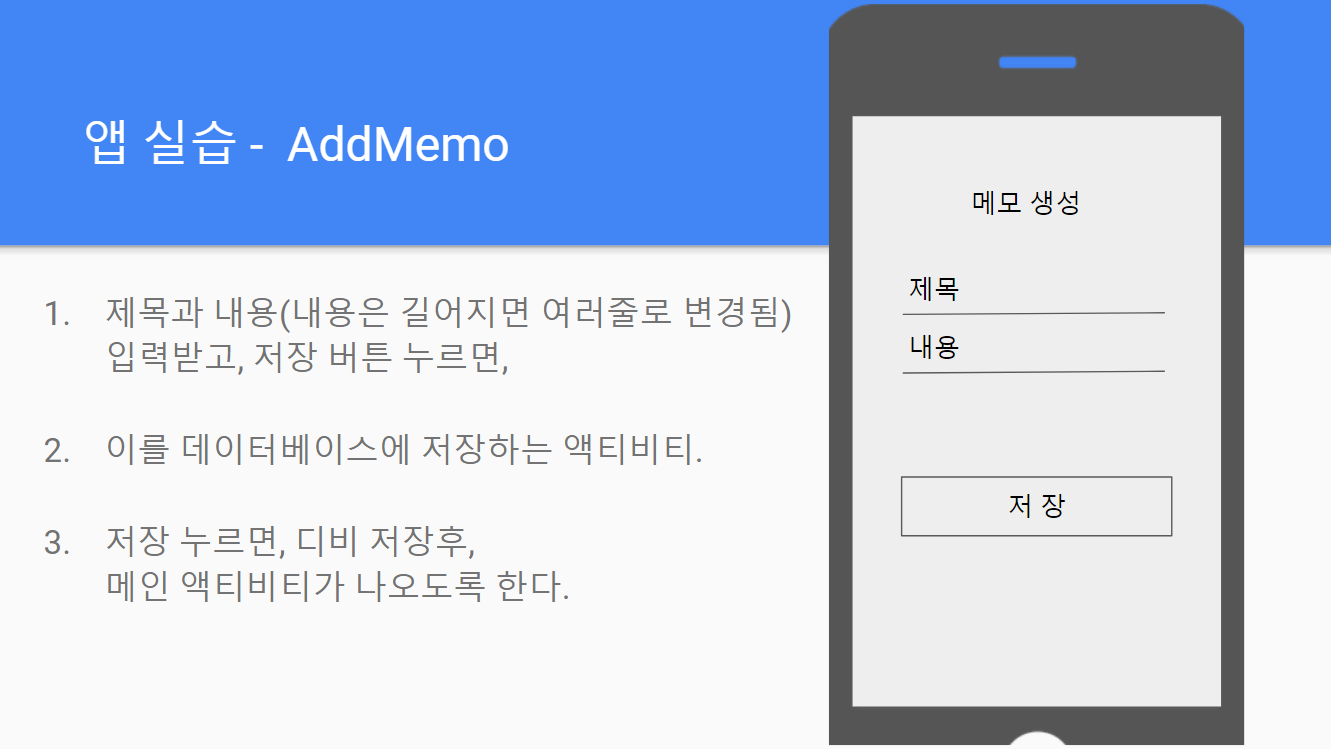 앱 실습 - AddMemo
1. 제목과 내용(내용은 길어지면 여러줄로 변경됨)
입력받고, 저장 버튼 누르면,
2. 이를 데이터베이스에 저장하는 액티비티.
3. 저장 누르면, 디비 저장후,
메인 액티비티가 나오도록 한다.
메모 생성
제목
내용
저 장